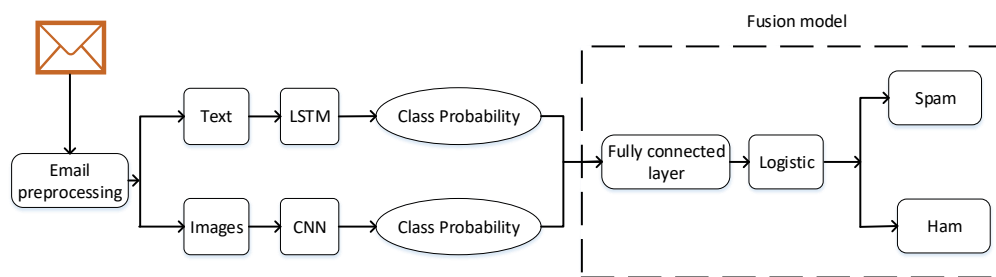 Fusion model
Email
preprocessing
Text
LSTM
Class Probability
Images
CNN
Class Probability
Fully connected
layer
Logistic
Spam
Ham